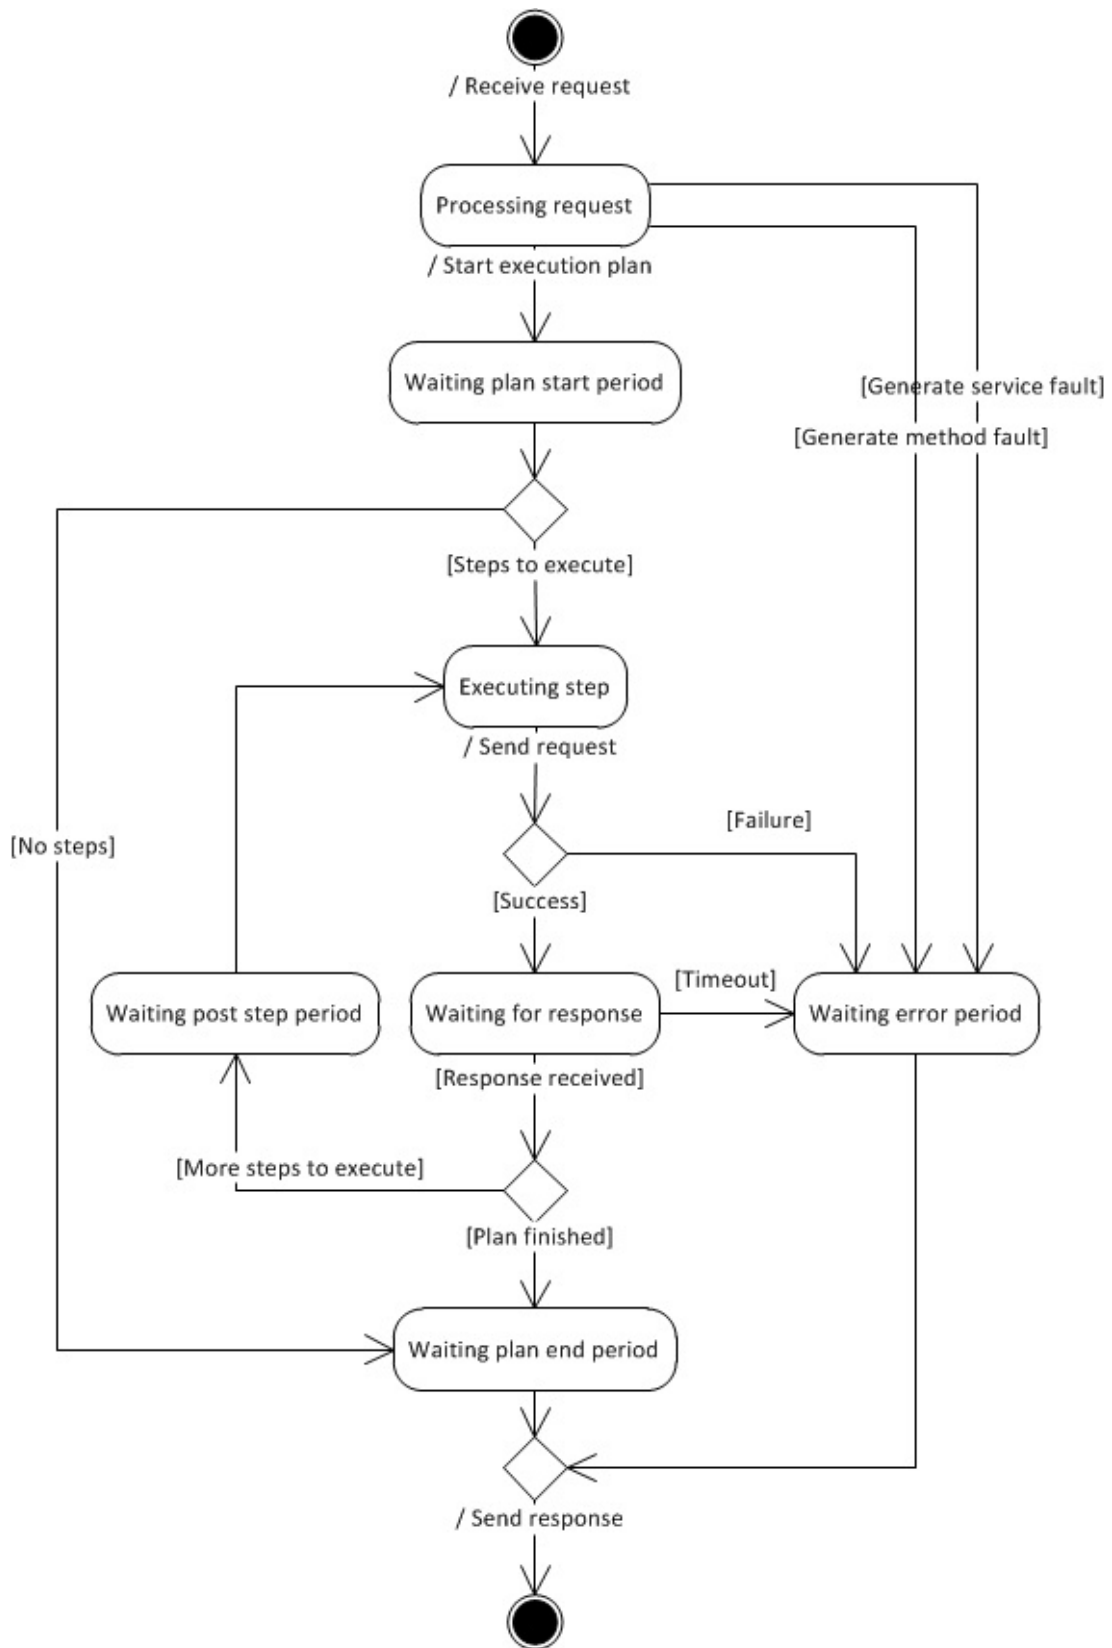 / Receive request
Processing request
/ Start execution plan
Waiting plan start period
[Generate service fault]
[Generate method fault]
[Steps to execute]
Executing step
/ Send request
[Failure]
[No steps]
[Success]
[Timeout]
Waiting post step period
Waiting for response
Waiting error period
[Response received]
[More steps to execute]
[Plan finished]
Waiting plan end period
/ Send response